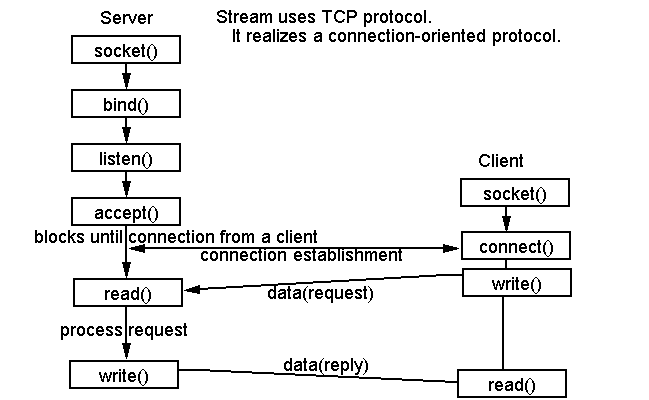 Server
Stream uses TCP protocol.
It realizes a connection-oriented protocol.
socket()
bind()
listen()
Client
accept()
socket()
blocks until connection from a client
connect()
connection establishment
read()
data(request)
write()
process request
write()
data(reply)
read()